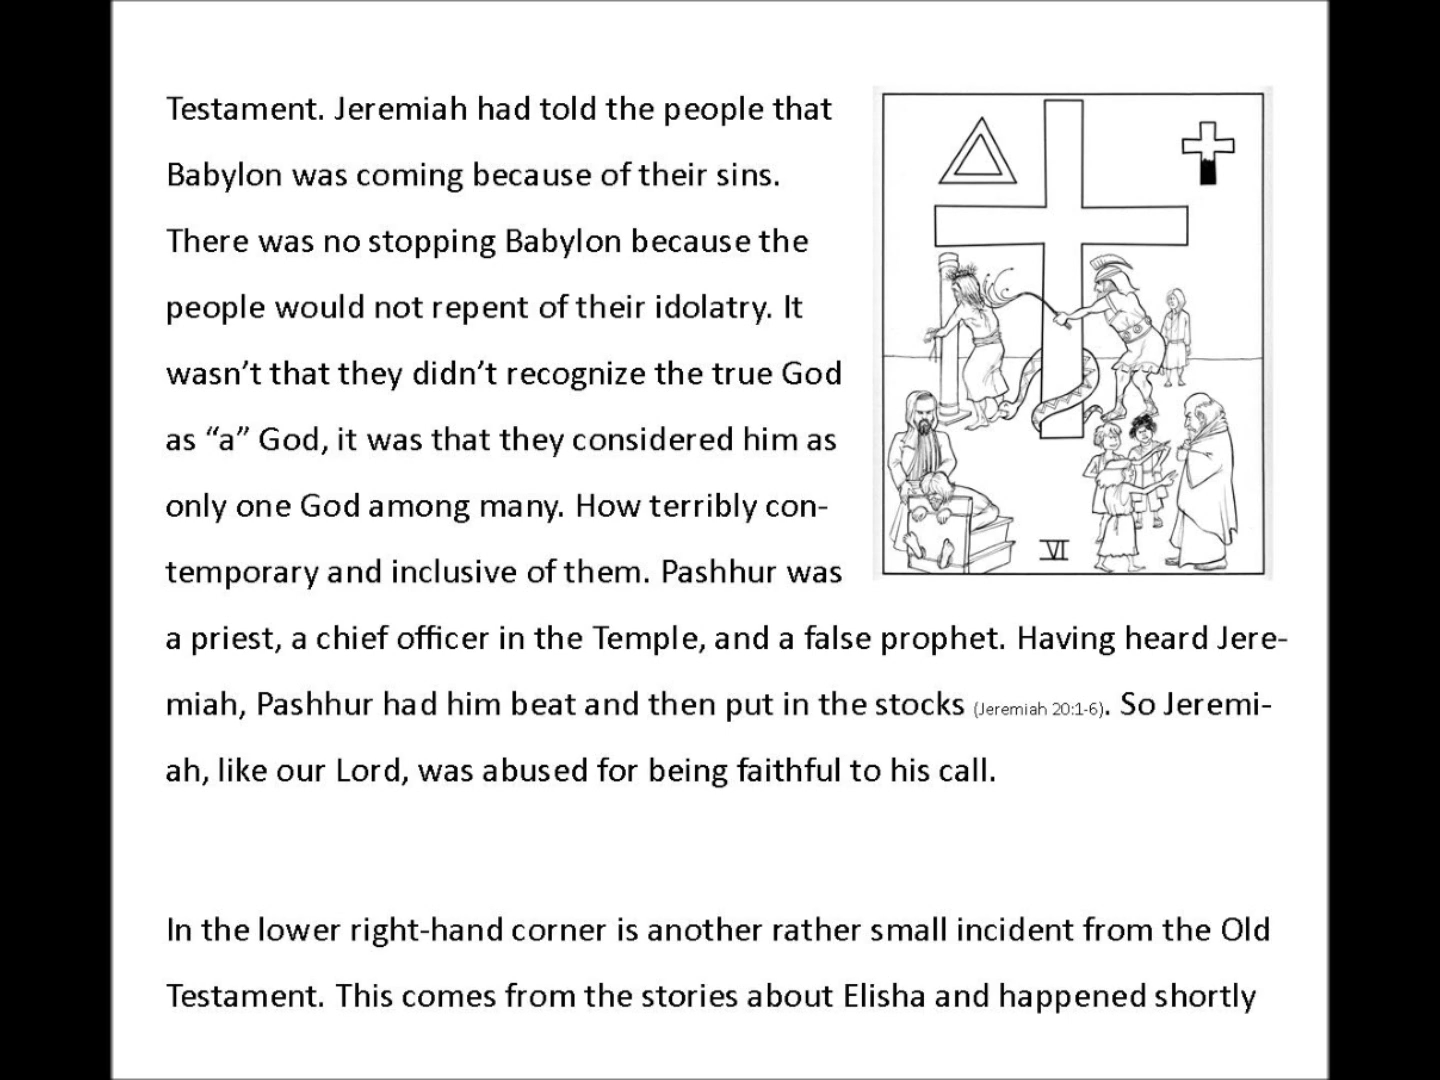 Testament. Jeremiah had told the people that
Babylon was coming because of their sins.
There was no stopping Babylon because the
people would not repent of their idolatry. It
wasn’t that they didn’t recognize the true God
as “a” God, it was that they considered him as
only one God among many. How terribly con-
temporary and inclusive of them. Pashhur was
a priest, a chief officer in the Temple, and a false prophet. Having heard Jere-
miah, Pashhur had him beat and then put in the stocks (Jeremiah 20:1-6). So Jeremi-
ah, like our Lord, was abused for being faithful to his call.
In the lower right-hand corner is another rather small incident from the Old
Testament. This comes from the stories about Elisha and happened shortly
VI